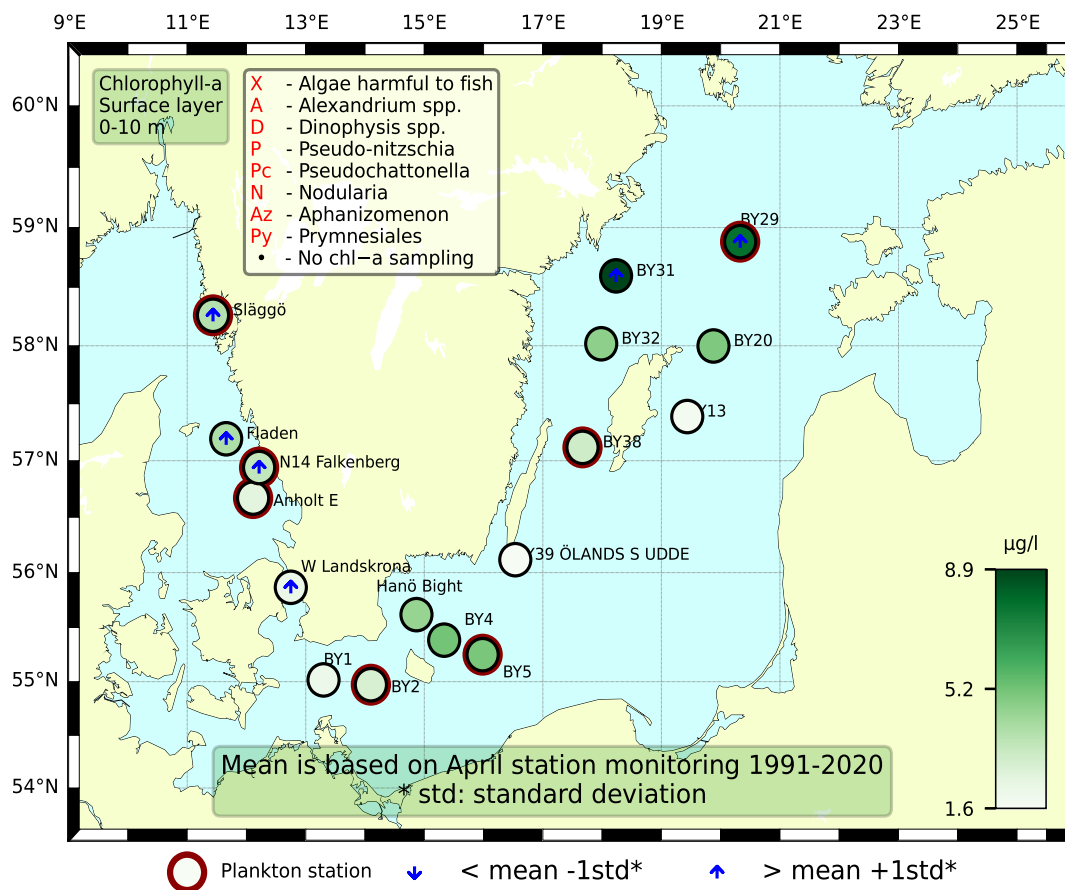 9°E 11°E 13°E 15°E 17°E 19°E 21°E 23°E 25°E
60°N
59°N
58°N
57°N
56°N
55°N
54°N
Chlorophyll-a
Surface layer
0-10 m
X - Algae harmful to fish
A - Alexandrium spp.
D - Dinophysis spp.
P - Pseudo-nitzschia
Pc - Pseudochattonella
N - Nodularia
Az - Aphanizomenon
Py - Prymnesiales
• - No chl−a sampling
BY29
BY31
Släggö
BY32
BY20
Y13
Fladen
BY38
N14 Falkenberg
Anholt E
Y39 ÖLANDS S UDDE
W Landskrona
Hanö Bight
BY4
BY1
BY5
BY2
µg/l
8.9
5.2
1.6
Mean is based on April station monitoring 1991-2020
* std: standard deviation
Plankton station < mean -1std* > mean +1std*